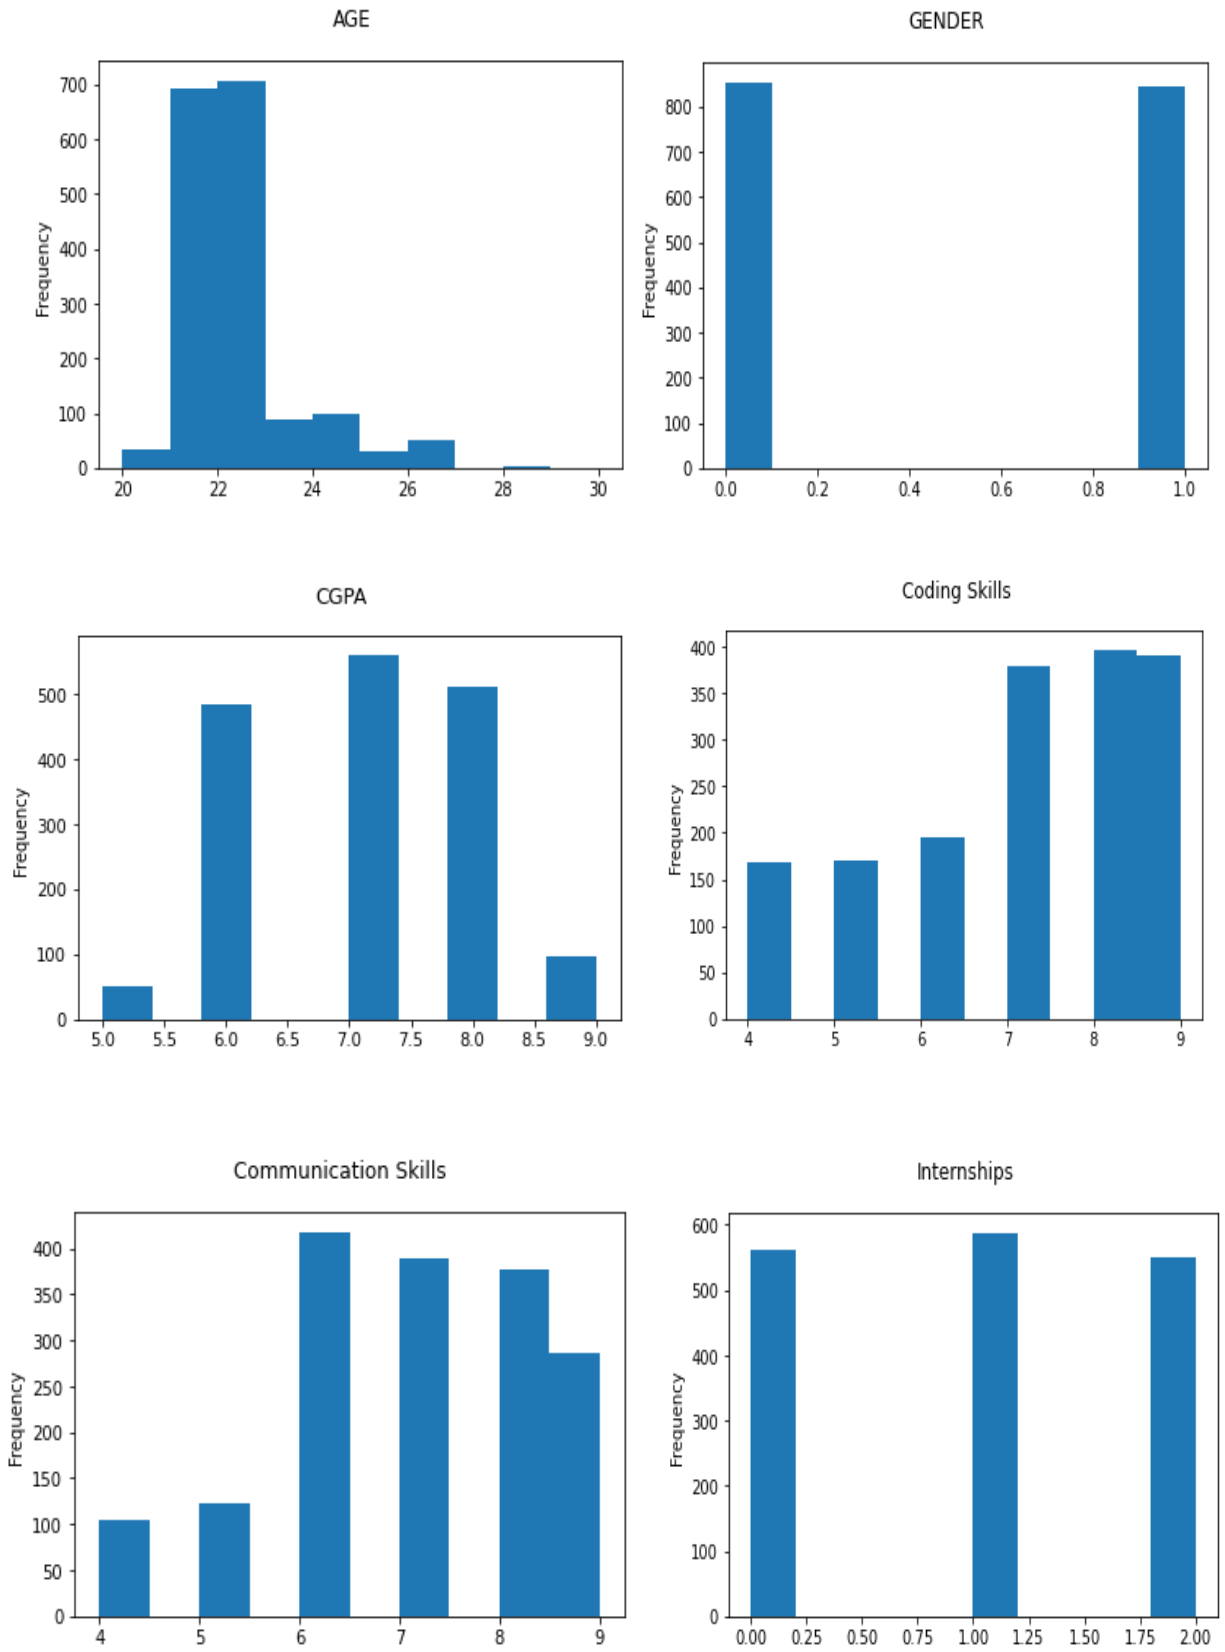 AGE
Frequency
700
600
500
400
300
200
100
0
20 22 24 26 28 30
GENDER
Frequency
800
700
600
500
400
300
200
100
0
0.0 0.2 0.4 0.6 0.8 1.0
CGPA
Frequency
500
400
300
200
100
0
5.0 5.5 6.0 6.5 7.0 7.5 8.0 8.5 9.0
Coding Skills
Frequency
400
350
300
250
200
150
100
50
0
4 5 6 7 8 9
Communication Skills
Frequency
400
350
300
250
200
150
100
50
0
4 5 6 7 8 9
Internships
Frequency
600
500
400
300
200
100
0
0.00 0.25 0.50 0.75 1.00 1.25 1.50 1.75 2.00